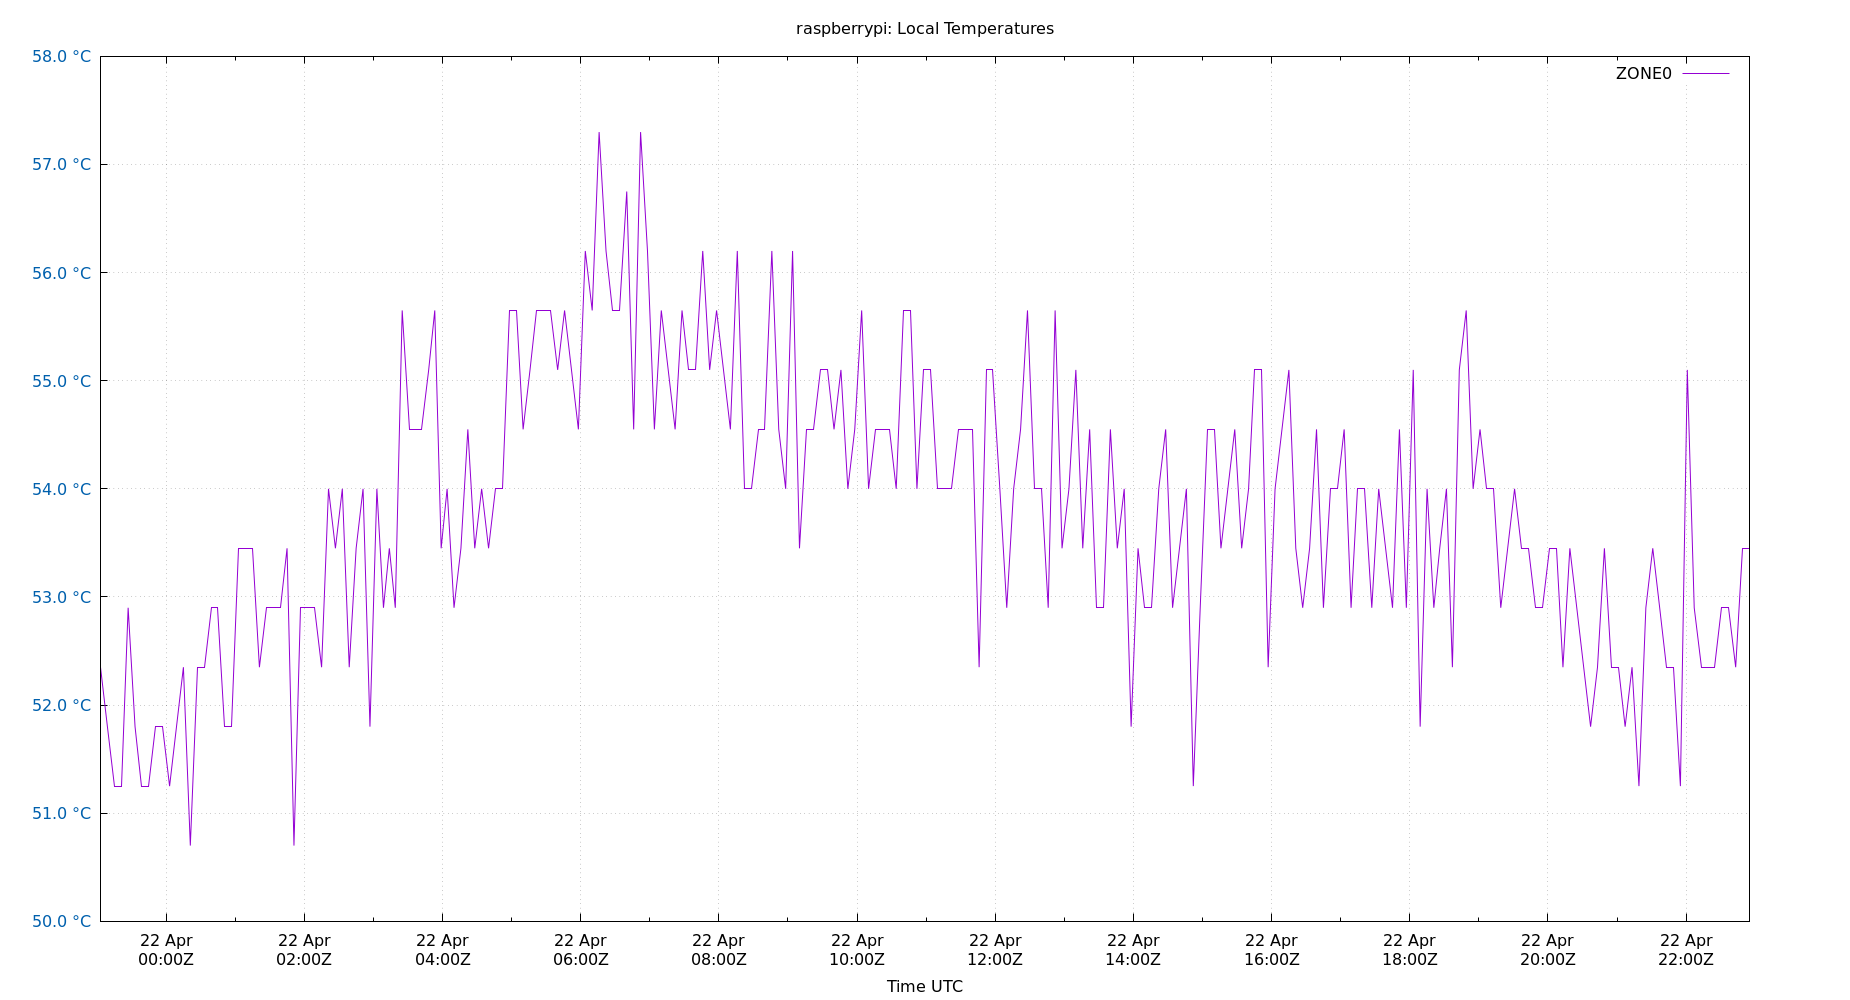 raspberrypi: Local Temperatures
58.0 °C
57.0 °C
56.0 °C
55.0 °C
54.0 °C
53.0 °C
52.0 °C
51.0 °C
50.0 °C
ZONE0
22 Apr 22 Apr 22 Apr 22 Apr 22 Apr 22 Apr 22 Apr 22 Apr 22 Apr 22 Apr 22 Apr 22 Apr
00:00Z 02:00Z 04:00Z 06:00Z 08:00Z 10:00Z 12:00Z 14:00Z 16:00Z 18:00Z 20:00Z 22:00Z
Time UTC